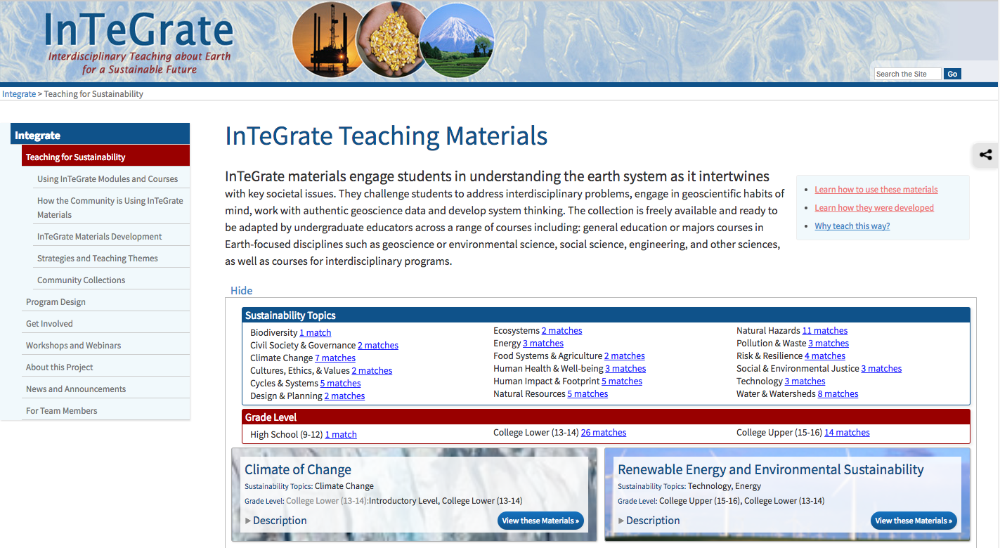 InTeGrate
Interdisciplinary Teaching about Earth
for a Sustainable Future
Search the Site Go
Integrate > Teaching for Sustainability
Integrate
Teaching for Sustainability
Using InTeGrate Modules and Courses
How the Community is Using InTeGrate
Materials
InTeGrate Materials Development
Strategies and Teaching Themes
Community Collections
Program Design
Get Involved
Workshops and Webinars
About this Project
News and Announcements
For Team Members
InTeGrate Teaching Materials
InTeGrate materials engage students in understanding the earth system as it intertwines
with key societal issues. They challenge students to address interdisciplinary problems, engage in geoscientific habits of
mind, work with authentic geoscience data and develop system thinking. The collection is freely available and ready to
be adapted by undergraduate educators across a range of courses including: general education or majors courses in
Earth-focused disciplines such as geoscience or environmental science, social science, engineering, and other sciences,
as well as courses for interdisciplinary programs.
Learn how to use these materials
Learn how they were developed
Why teach this way?
Hide
Sustainability Topics
Biodiversity 1 match
Civil Society & Governance 2 matches
Climate Change 7 matches
Cultures, Ethics, & Values 2 matches
Cycles & Systems 5 matches
Design & Planning 2 matches
Ecosystems 2 matches
Energy 3 matches
Food Systems & Agriculture 2 matches
Human Health & Well-being 3 matches
Human Impact & Footprint 5 matches
Natural Resources 5 matches
Natural Hazards 11 matches
Pollution & Waste 3 matches
Risk & Resilience 4 matches
Social & Environmental Justice 3 matches
Technology 3 matches
Water & Watersheds 8 matches
Grade Level
High School (9-12) 1 match
College Lower (13-14) 26 matches
College Upper (15-16) 14 matches
Climate of Change
Sustainability Topics: Climate Change
Grade Level: College Lower (13-14):Introductory Level, College Lower (13-14)
Description
View these Materials »
Renewable Energy and Environmental Sustainability
Sustainability Topics: Technology, Energy
Grade Level: College Upper (15-16), College Lower (13-14)
Description
View these Materials »